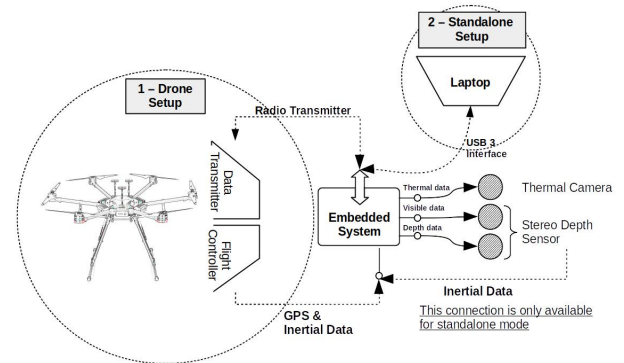 2 – Standalone
Setup
Laptop
1 – Drone
Setup
Radio Transmitter
USB 3
Interface
Data
Transmitter
Flight
Controller
Embedded
System
Thermal data
Visible data
Depth data
Thermal Camera
Stereo Depth
Sensor
GPS &
Inertial Data
Inertial Data
This connection is only available
for standalone mode